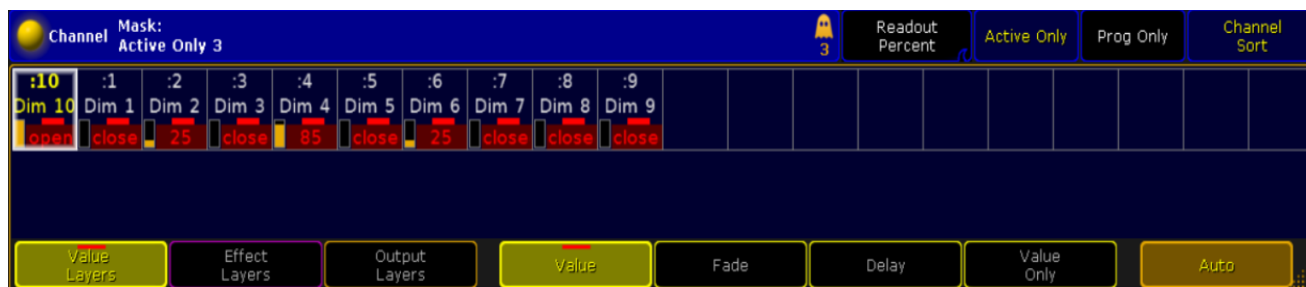 Channel Mask:
Active Only 3
3
Readout
Percent
Active Only
Prog Only
Channel
Sort
:10 :1 :2 :3 :4 :5 :6 :7 :8 :9
Dim 10 Dim 1 Dim 2 Dim 3 Dim 4 Dim 5 Dim 6 Dim 7 Dim 8 Dim 9
open close 25 close 85 close 25 close close close
Value
Layers
Effect
Layers
Output
Layers
Value
Fade
Delay
Value
Only
Auto